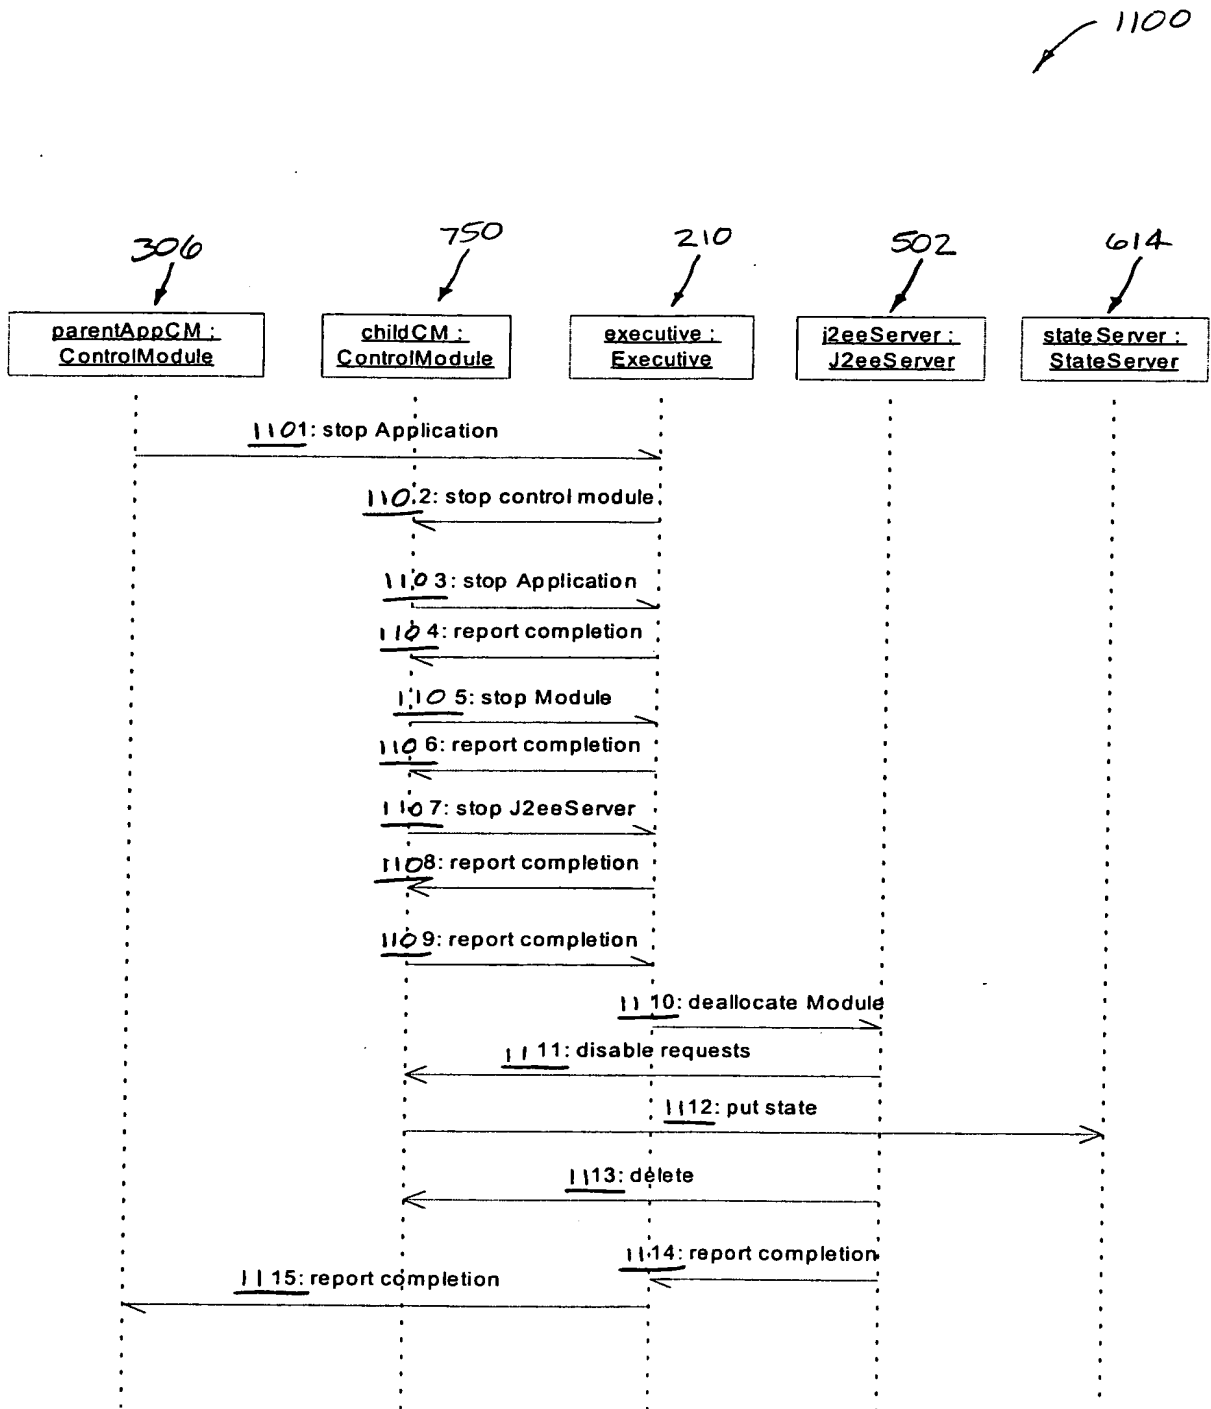 1100
306
750
210
502
614
parentAppCM :
ControlModule
childCM :
ControlModule
executive :
Executive
j2eeServer :
J2eeServer
stateServer :
StateServer
1101: stop Application
1102: stop control module
1103: stop Application
1104: report completion
1105: stop Module
1106: report completion
1107: stop J2eeServer
1108: report completion
1109: report completion
1110: deallocate Module
1111: disable requests
1112: put state
1113: delete
1114: report completion
1115: report completion